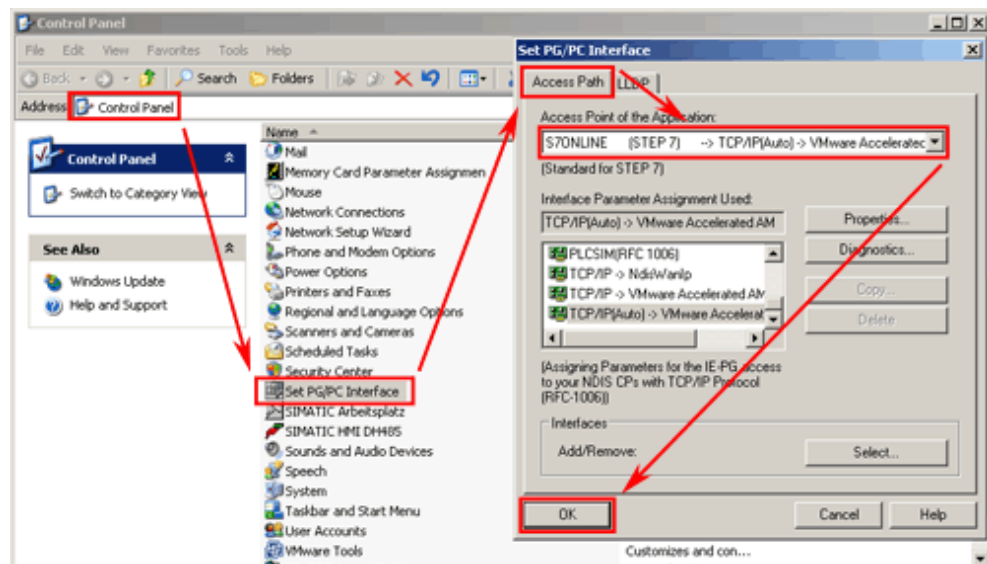 Control Panel
File Edit View Favorites Tools Help
Back Search Folders
Address Control Panel
Control Panel
Switch to Category View
See Also
Windows Update
Help and Support
Name
Mail
Memory Card Parameter Assignmen
Mouse
Network Connections
Network Setup Wizard
Phone and Modem Options
Power Options
Printers and Faxes
Regional and Language Options
Scanners and Cameras
Scheduled Tasks
Security Center
Set PG/PC Interface
SIMATIC Arbeitsplatz
SIMATIC HMI DH485
Sounds and Audio Devices
Speech
System
Taskbar and Start Menu
User Accounts
VMware Tools
Customizes and con...
Set PG/PC Interface
Access Path LLDP
Access Point of the Application:
S7ONLINE (STEP 7) --> TCP/IP(Auto) -> VMware Acceleratec
(Standard for STEP 7)
Interface Parameter Assignment Used:
TCP/IP(Auto) -> VMware Accelerated AM
Properties...
PLCSIM(RFC 1006)
TCP/IP -> NdisWanIp
TCP/IP -> VMware Accelerated AM
TCP/IP(Auto) -> VMware Accelerat
Diagnostics...
Copy...
Delete
(Assigning Parameters for the IE-PG access
to your NDIS CPs with TCP/IP Protocol
(RFC-1006))
Interfaces
Add/Remove:
Select...
OK
Cancel
Help